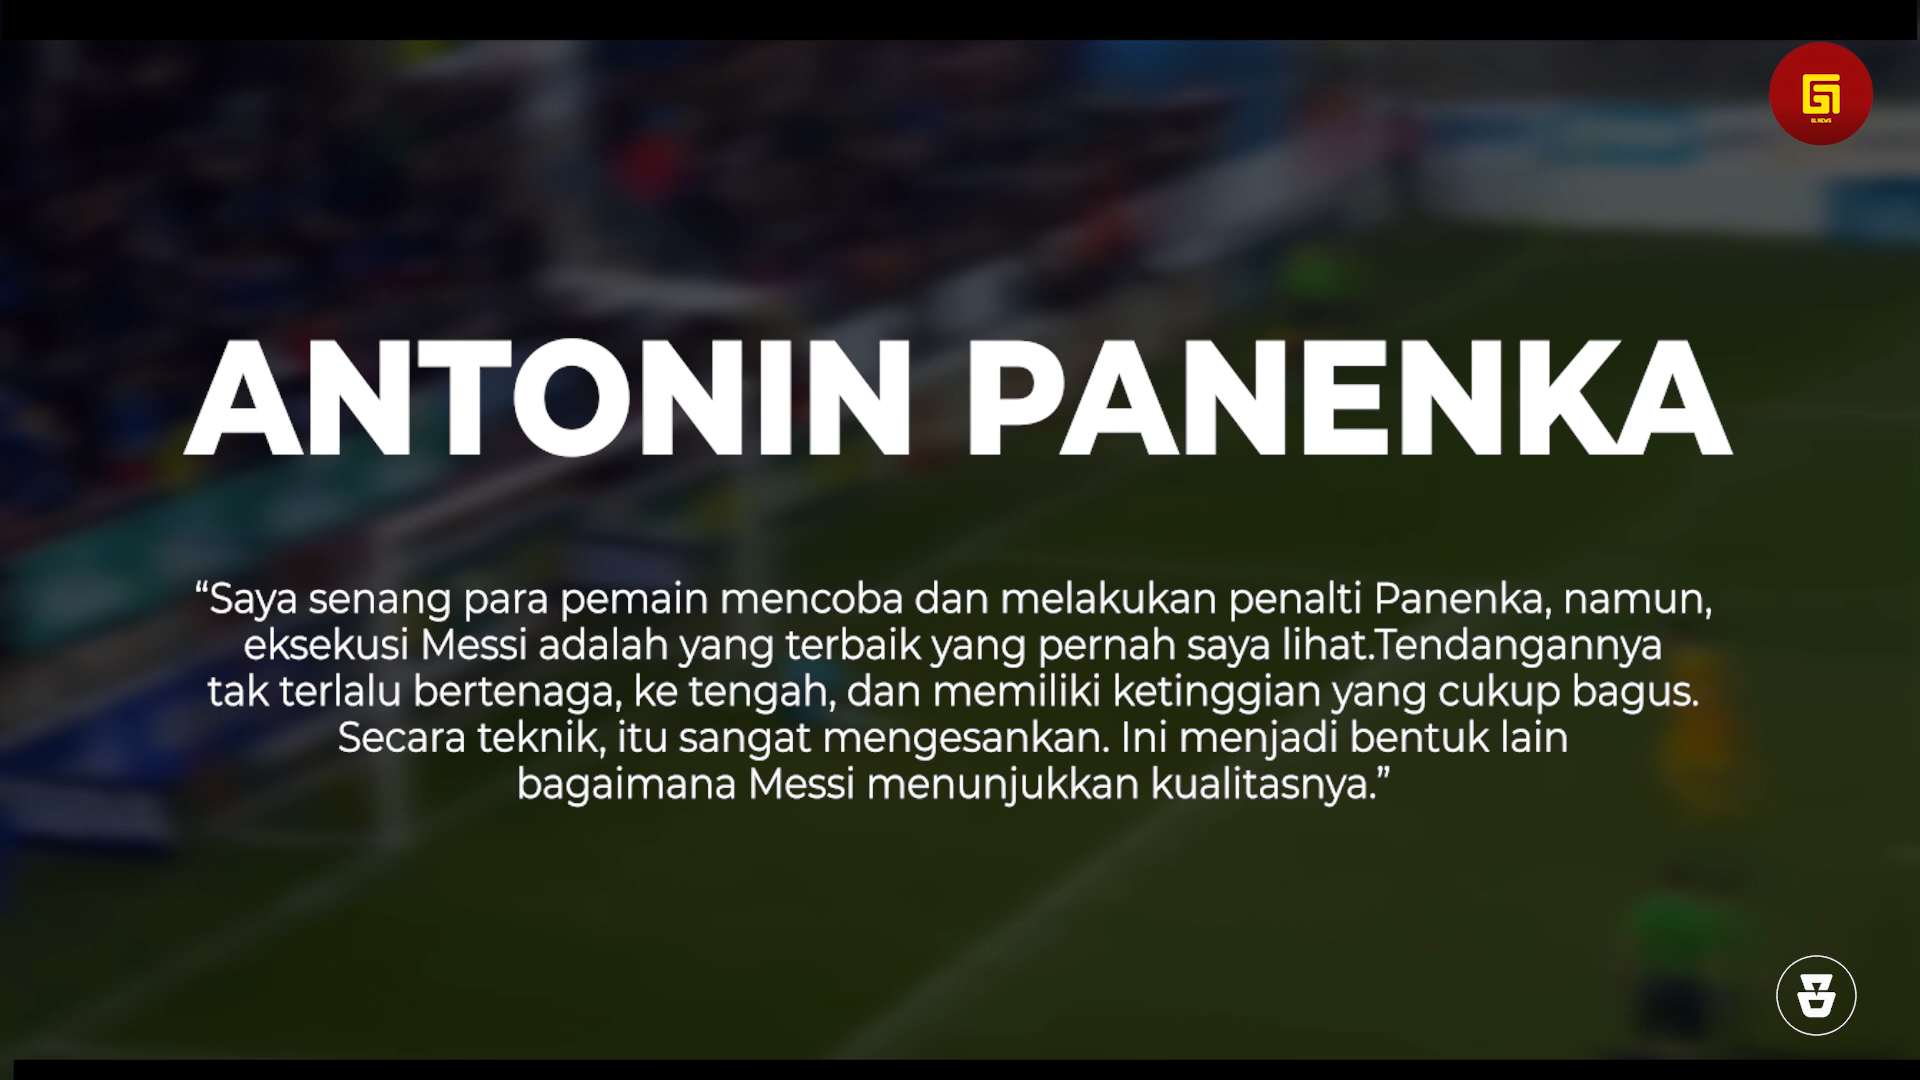 GL NEWS
ANTONIN PANENKA
“Saya senang para pemain mencoba dan melakukan penalti Panenka, namun,
eksekusi Messi adalah yang terbaik yang pernah saya lihat.Tendangannya
tak terlalu bertenaga, ke tengah, dan memiliki ketinggian yang cukup bagus.
Secara teknik, itu sangat mengesankan. Ini menjadi bentuk lain
bagaimana Messi menunjukkan kualitasnya.”